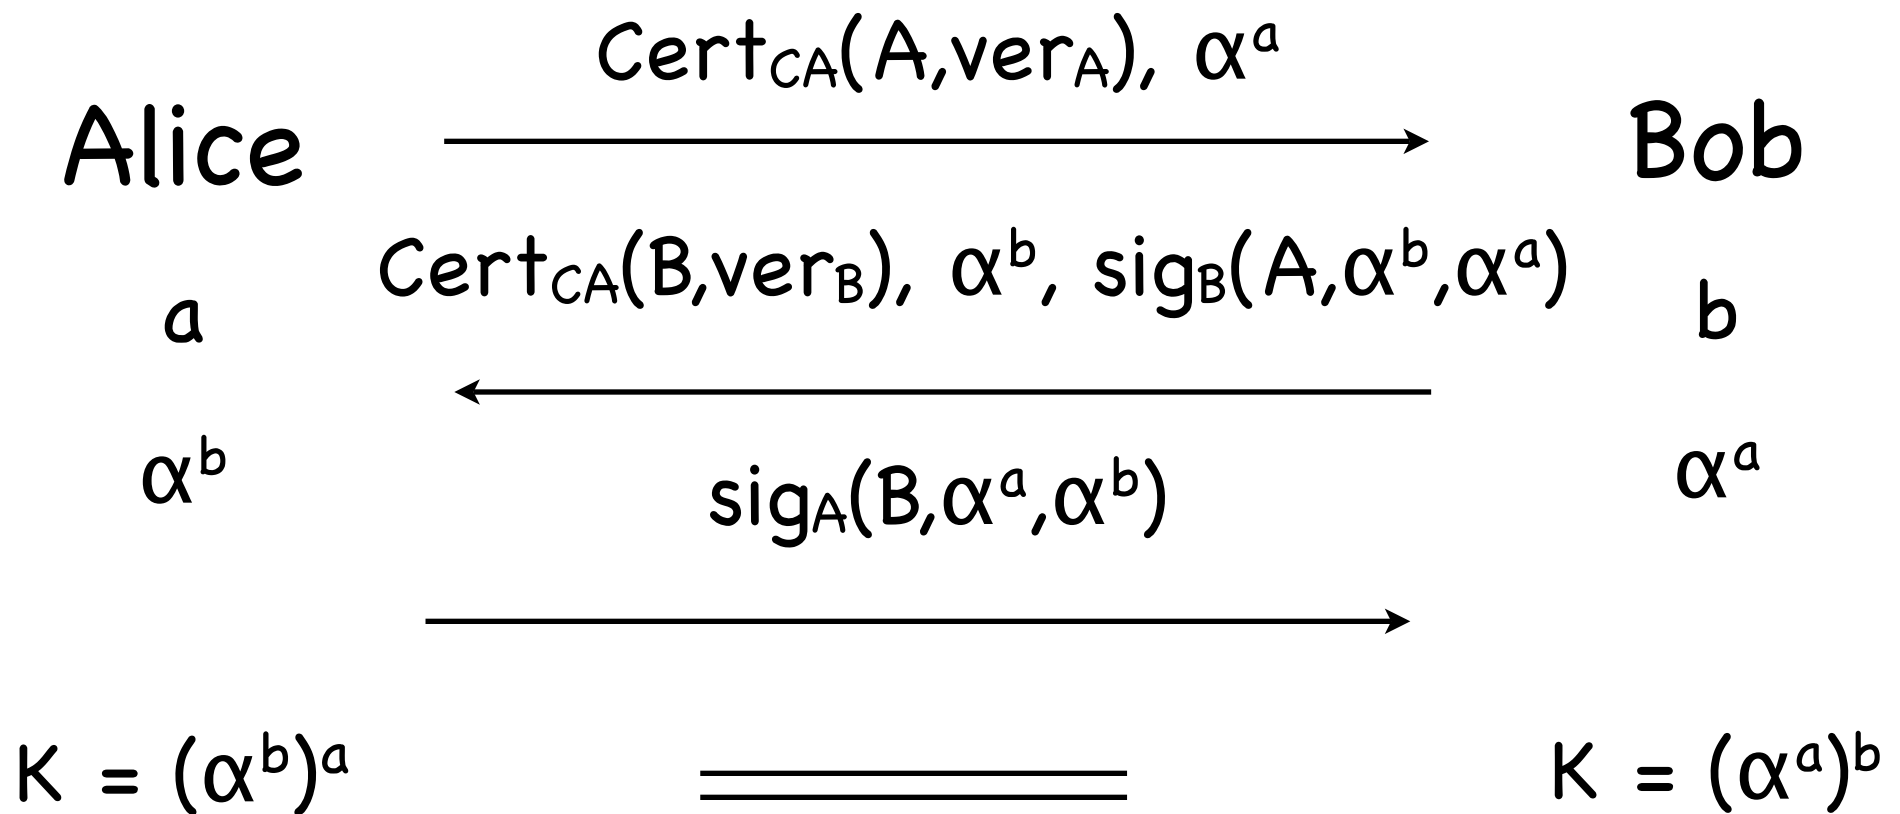 Cert_CA(A,ver_A), α^a
Alice
Bob
Cert_CA(B,ver_B), α^b, sig_B(A,α^b,α^a)
a
b
α^b
α^a
sig_A(B,α^a,α^b)
K = (α^b)^a
K = (α^a)^b